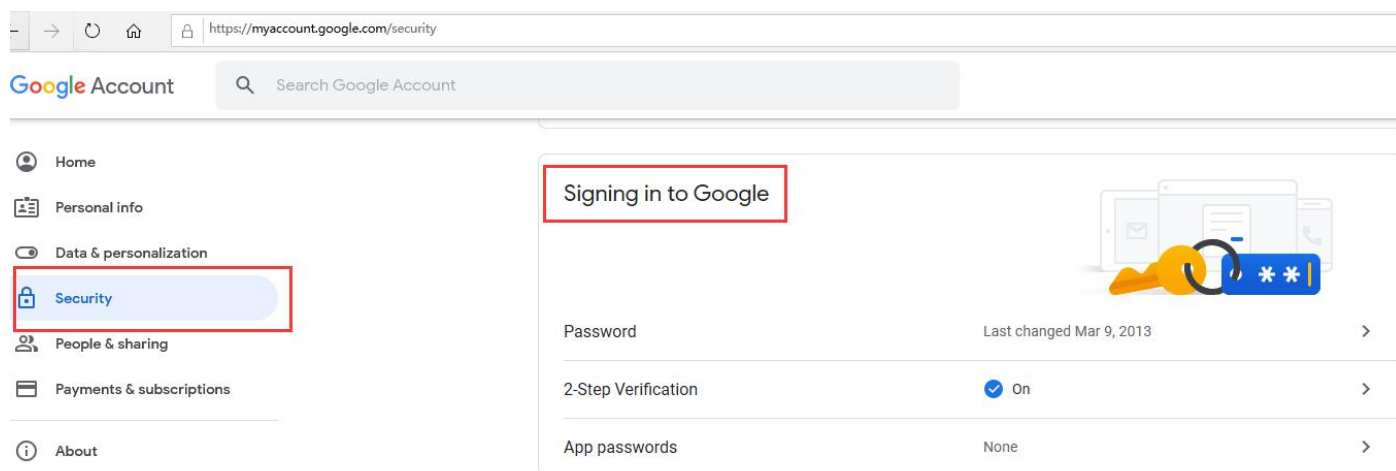 https://myaccount.google.com/security
Google Account
Search Google Account
Home
Personal info
Data & personalization
Security
People & sharing
Payments & subscriptions
About
Signing in to Google
**
Password Last changed Mar 9, 2013
2-Step Verification On
App passwords None